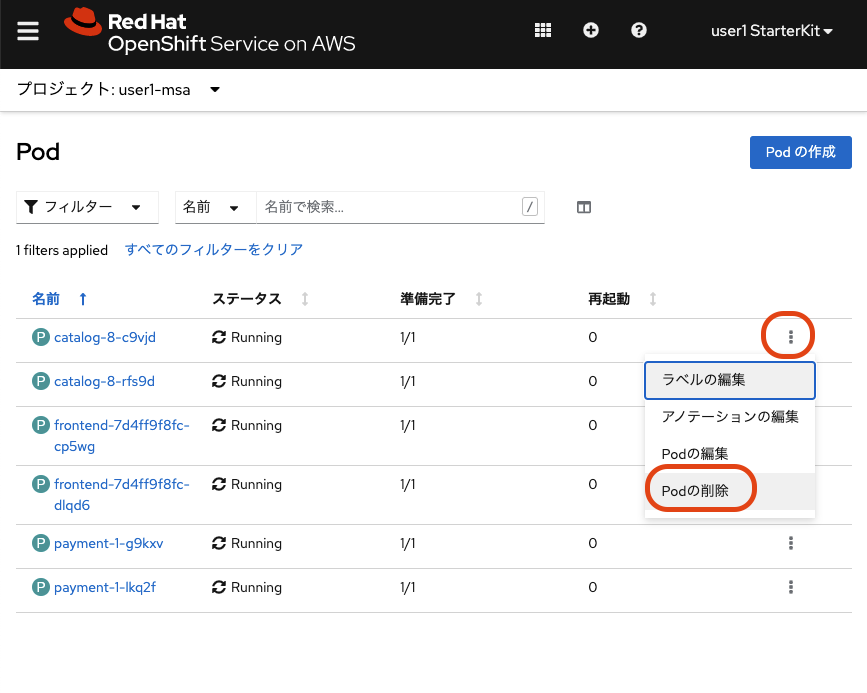 Red Hat
OpenShift Service on AWS
user1 StarterKit
プロジェクト: user1-msa
Pod
Pod の作成
フィルター
名前
名前で検索...
/
1 filters applied
すべてのフィルターをクリア
名前 ステータス 準備完了 再起動
P catalog-8-c9vjd Running 1/1 0
P catalog-8-rfs9d Running 1/1 0
ラベルの編集
アノテーションの編集
P frontend-7d4ff9f8fc-
cp5wg Running 1/1 0
Podの編集
P frontend-7d4ff9f8fc-
dlqd6 Running 1/1 0
Podの削除
P payment-1-g9kxv Running 1/1 0
P payment-1-lkq2f Running 1/1 0